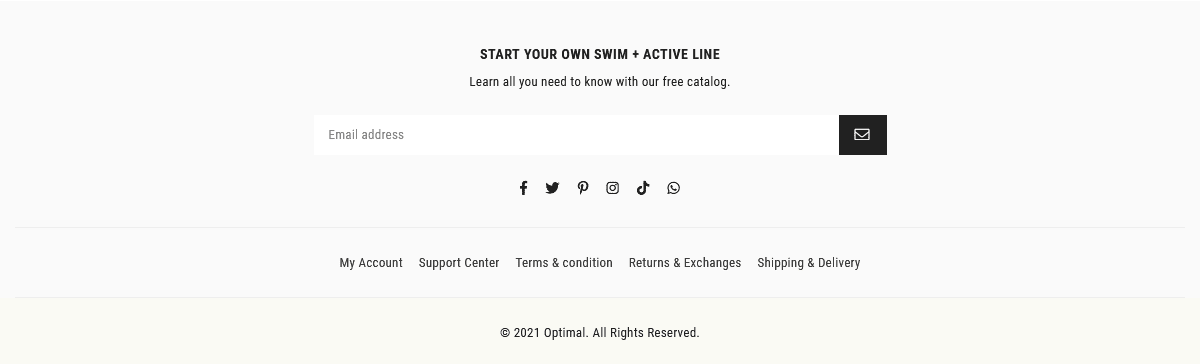 START YOUR OWN SWIM + ACTIVE LINE
Learn all you need to know with our free catalog.
Email address
My Account Support Center Terms & condition Returns & Exchanges Shipping & Delivery
© 2021 Optimal. All Rights Reserved.